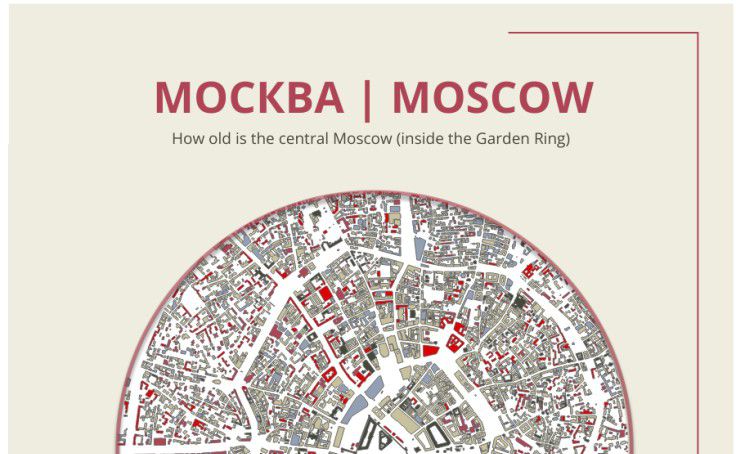 МОСКВА | MOSCOW
How old is the central Moscow (inside the Garden Ring)